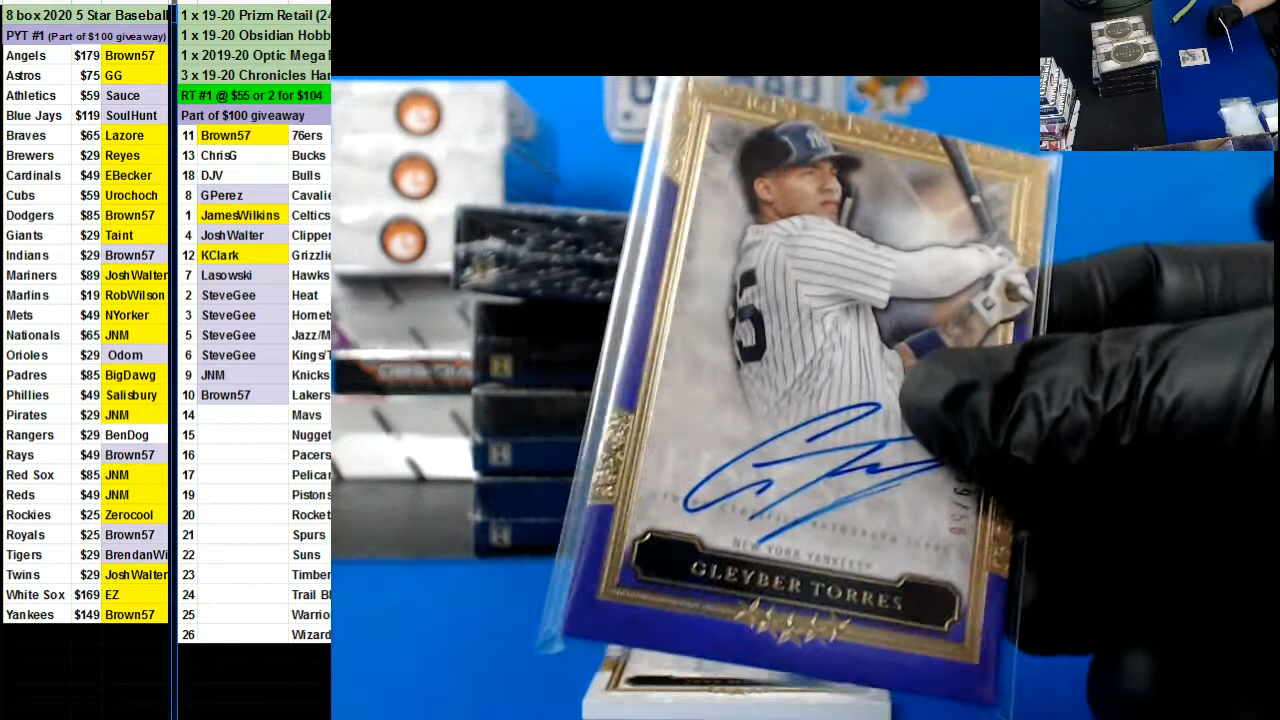 8 box 2020 5 Star Baseball
PYT #1 (Part of $100 giveaway)
Angels $179 Brown57
Astros $75 GG
Athletics $59 Sauce
Blue Jays $119 SoulHunt
Braves $65 Lazore
Brewers $29 Reyes
Cardinals $49 EBecker
Cubs $59 Urochoch
Dodgers $85 Brown57
Giants $29 Taint
Indians $29 Brown57
Mariners $89 JoshWalter
Marlins $19 RobWilson
Mets $49 NYorker
Nationals $65 JNM
Orioles $29 Odom
Padres $85 BigDawg
Phillies $49 Salisbury
Pirates $29 JNM
Rangers $29 BenDog
Rays $49 Brown57
Red Sox $85 JNM
Reds $49 JNM
Rockies $25 Zerocool
Royals $25 Brown57
Tigers $29 BrendanWi
Twins $29 JoshWalter
White Sox $169 EZ
Yankees $149 Brown57
1 x 19-20 Prizm Retail (24
1 x 19-20 Obsidian Hobb
1 x 2019-20 Optic Mega
3 x 19-20 Chronicles Han
RT #1 @ $55 or 2 for $104
Part of $100 giveaway
11 Brown57 76ers
13 ChrisG Bucks
18 DJV Bulls
8 GPerez Cavalie
1 JamesWilkins Celtics
4 JoshWalter Clipper
12 KClark Grizzlie
7 Lasowski Hawks
2 SteveGee Heat
3 SteveGee Hornets
5 SteveGee Jazz/M
6 SteveGee Kings/T
9 JNM Knicks
10 Brown57 Lakers
14 Mavs
15 Nugget
16 Pacers
17 Pelican
19 Pistons
20 Rocket
21 Spurs
22 Suns
23 Timber
24 Trail Bl
25 Warrio
26 Wizard
NEW YORK YANKEES®
GLEYBER TORRES